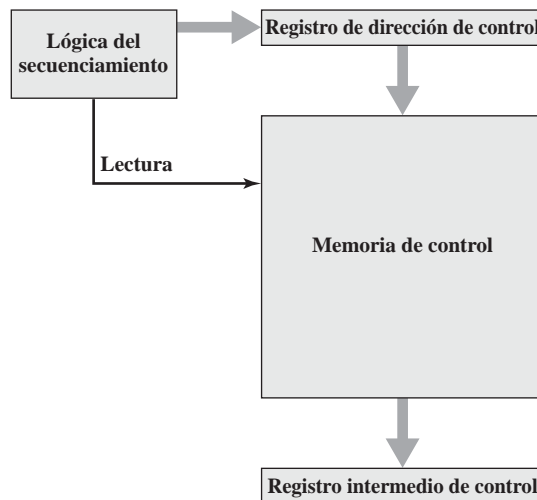 Lógica del
secuenciamiento
Registro de dirección de control
Lectura
Memoria de control
Registro intermedio de control